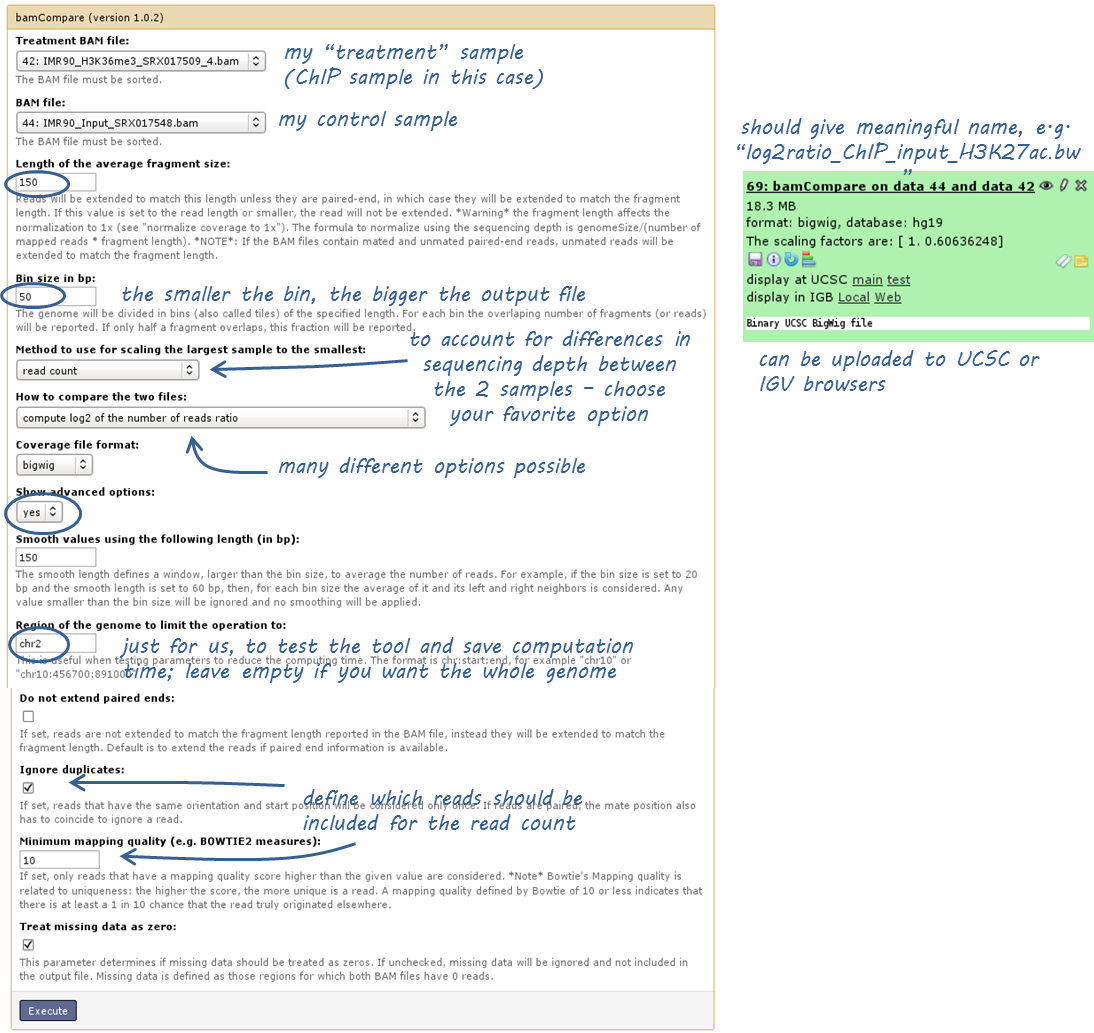 bamCompare (version 1.0.2)
Treatment BAM file:
42: IMR90_H3K36me3_SRX017509_4.bam
The BAM file must be sorted.
my “treatment” sample
(ChIP sample in this case)
BAM file:
44: IMR90_Input_SRX017548.bam
The BAM file must be sorted.
my control sample
Length of the average fragment size:
150
Reads will be extended to match this length unless they are paired-end, in which case they will be extended to match the fragment
length. If this value is set to the read length or smaller, the read will not be extended. *Warning* the fragment length affects the
normalization to 1x (see "normalize coverage to 1x"). The formula to normalize using the sequencing depth is genomeSize/(number of
mapped reads * fragment length). *NOTE*: If the BAM files contain mated and unmated paired-end reads, unmated reads will be
extended to match the fragment length.
Bin size in bp:
50
the smaller the bin, the bigger the output file
The genome will be divided in bins (also called tiles) of the specified length. For each bin the overlaping number of fragments (or reads)
will be reported. If only half a fragment overlaps, this fraction will be reported.
Method to use for scaling the largest sample to the smallest:
read count
to account for differences in
sequencing depth between
the 2 samples – choose
your favorite option
How to compare the two files:
compute log2 of the number of reads ratio
many different options possible
Coverage file format:
bigwig
Show advanced options:
yes
Smooth values using the following length (in bp):
150
The smooth length defines a window, larger than the bin size, to average the number of reads. For example, if the bin size is set to 20
bp and the smooth length is set to 60 bp, then, for each bin size the average of it and its left and right neighbors is considered. Any
value smaller than the bin size will be ignored and no smoothing will be applied.
Region of the genome to limit the operation to:
chr2
just for us, to test the tool and save computation
time; leave empty if you want the whole genome
This is useful when testing parameters to reduce the computing time. The format is chr:start:end, for example "chr10" or
"chr10:456700:891000".
Do not extend paired ends:
If set, reads are not extended to match the fragment length reported in the BAM file, instead they will be extended to match the
fragment length. Default is to extend the reads if paired end information is available.
Ignore duplicates:
define which reads should be
included for the read count
If set, reads that have the same orientation and start position will be considered only once. If reads are paired, the mate position also
has to coincide to ignore a read.
Minimum mapping quality (e.g. BOWTIE2 measures):
10
If set, only reads that have a mapping quality score higher than the given value are considered. *Note* Bowtie's Mapping quality is
related to uniqueness: the higher the score, the more unique is a read. A mapping quality defined by Bowtie of 10 or less indicates that
there is at least a 1 in 10 chance that the read truly originated elsewhere.
Treat missing data as zero:
This parameter determines if missing data should be treated as zeros. If unchecked, missing data will be ignored and not included in
the output file. Missing data is defined as those regions for which both BAM files have 0 reads.
Execute
should give meaningful name, e.g.
“log2ratio_ChIP_input_H3K27ac.bw
”
69: bamCompare on data 44 and data 42
18.3 MB
format: bigwig, database: hg19
The scaling factors are: [ 1. 0.60636248]
display at UCSC main test
display in IGB Local Web
Binary UCSC BigWig file
can be uploaded to UCSC or
IGV browsers